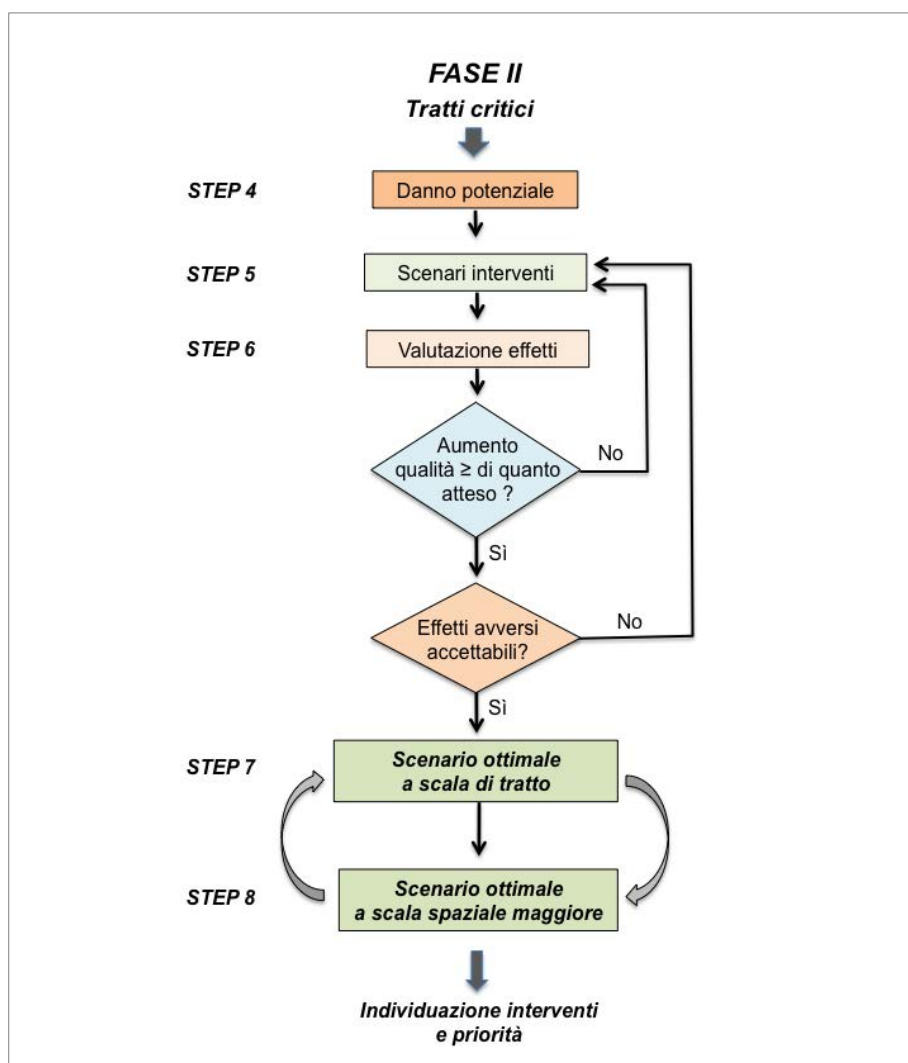 FASE II
Tratti critici
STEP 4
Danno potenziale
STEP 5
Scenari interventi
STEP 6
Valutazione effetti
Aumento
qualità ≥ di quanto
atteso ?
No
Sì
Effetti avversi
accettabili?
No
Sì
STEP 7
Scenario ottimale
a scala di tratto
STEP 8
Scenario ottimale
a scala spaziale maggiore
Individuazione interventi
e priorità